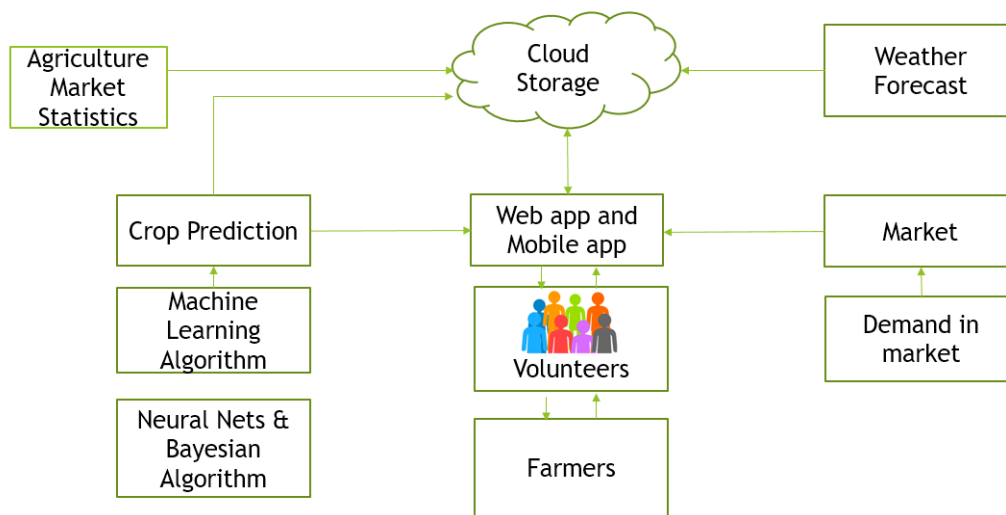 Agriculture
Market
Statistics
Cloud
Storage
Weather
Forecast
Crop Prediction
Web app and
Mobile app
Market
Machine
Learning
Algorithm
Volunteers
Demand in
market
Neural Nets &
Bayesian
Algorithm
Farmers